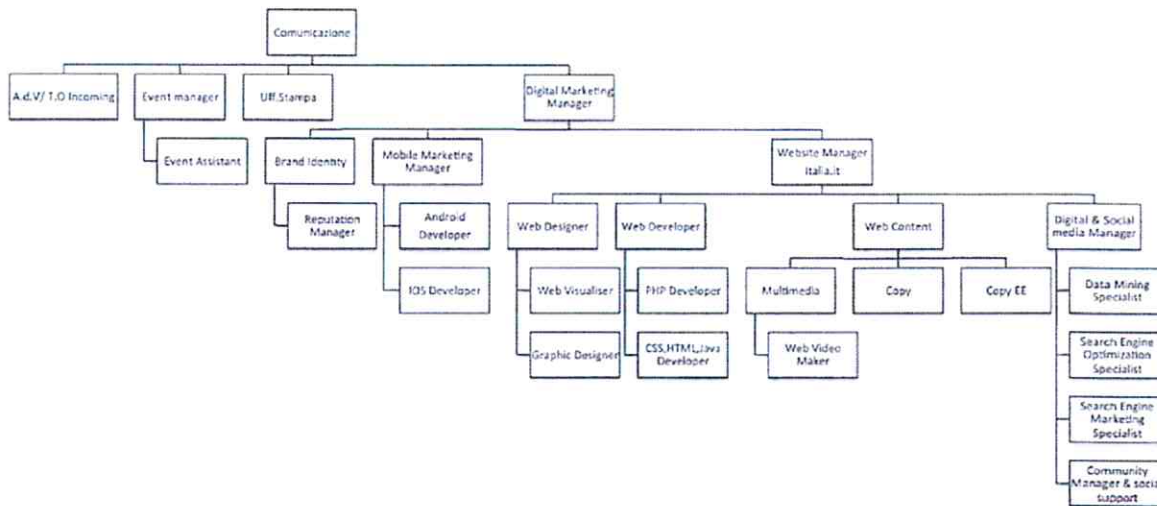 Comunicazione
A.d.V/ T.O Incoming
Event manager
Uff.Stampa
Digital Marketing
Manager
Event Assistant
Brand Identity
Mobile Marketing
Manager
Website Manager
Italia.it
Reputation
Manager
Android
Developer
Web Designer
Web Developer
Web Content
Digital & Social
media Manager
IOS Developer
Web Visualiser
PHP Developer
Multimedia
Copy
Copy EE
Data Mining
Specialist
Graphic Designer
CSS,HTML,Java
Developer
Web Video
Maker
Search Engine
Optimization
Specialist
Search Engine
Marketing
Specialist
Community
Manager & social
support